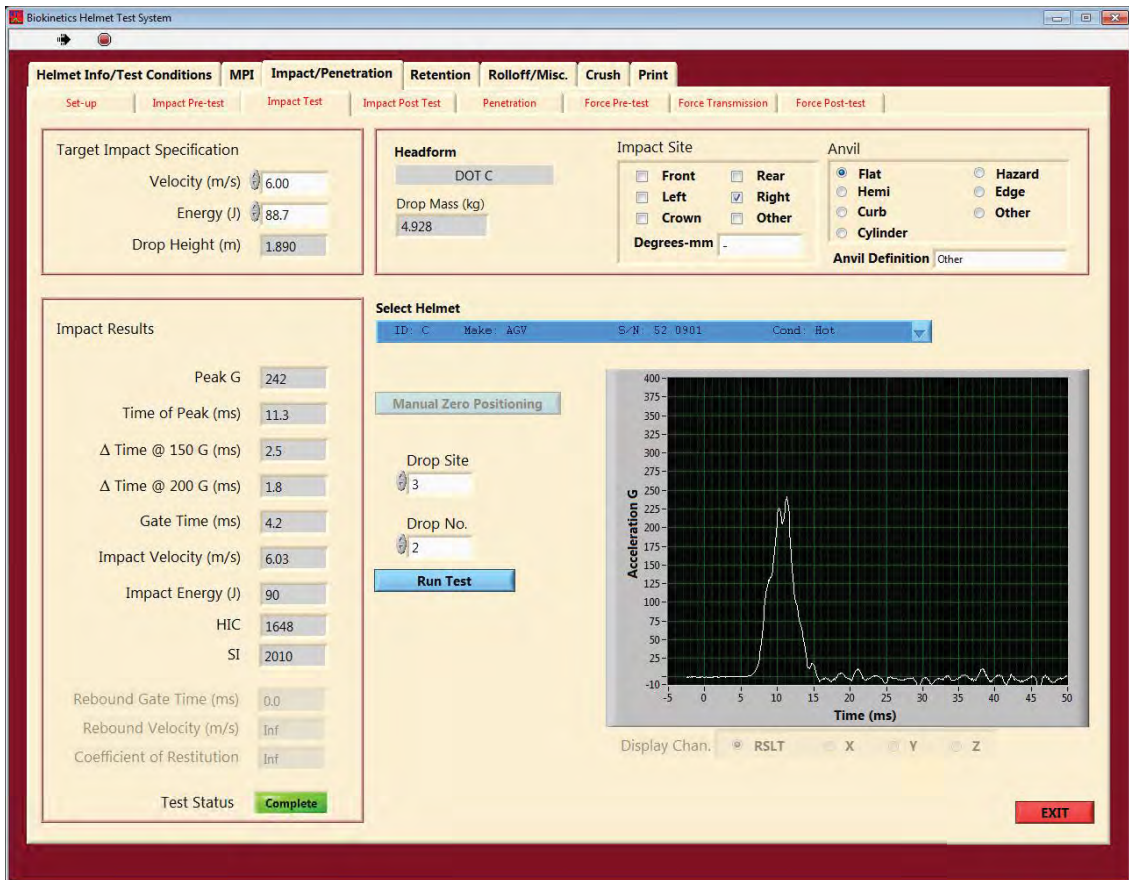 Biokinetics Helmet Test System
Helmet Info/Test Conditions MPI Impact/Penetration Retention Rolloff/Misc. Crush Print
Set-up Impact Pre-test Impact Test Impact Post Test Penetration Force Pre-test Force Transmission Force Post-test
Target Impact Specification
Velocity (m/s) 6.00
Energy (J) 88.7
Drop Height (m) 1.890
Headform
DOT C
Drop Mass (kg)
4.928
Impact Site
Front Rear
Left Right
Crown Other
Degrees-mm -
Anvil
Flat Hazard
Hemi Edge
Curb Other
Cylinder
Anvil Definition Other
Impact Results
Peak G 242
Time of Peak (ms) 11.3
Δ Time @ 150 G (ms) 2.5
Δ Time @ 200 G (ms) 1.8
Gate Time (ms) 4.2
Impact Velocity (m/s) 6.03
Impact Energy (J) 90
HIC 1648
SI 2010
Rebound Gate Time (ms) 0.0
Rebound Velocity (m/s) Inf
Coefficient of Restitution Inf
Test Status Complete
Select Helmet
ID: C Make: AGV S/N: 52 0901 Cond: Hot
Manual Zero Positioning
Drop Site
3
Drop No.
2
Run Test
Acceleration G
400
375
350
325
300
275
250
225
200
175
150
125
100
75
50
25
-10
-5 0 5 10 15 20 25 30 35 40 45 50
Time (ms)
Display Chan. RSLT X Y Z
EXIT